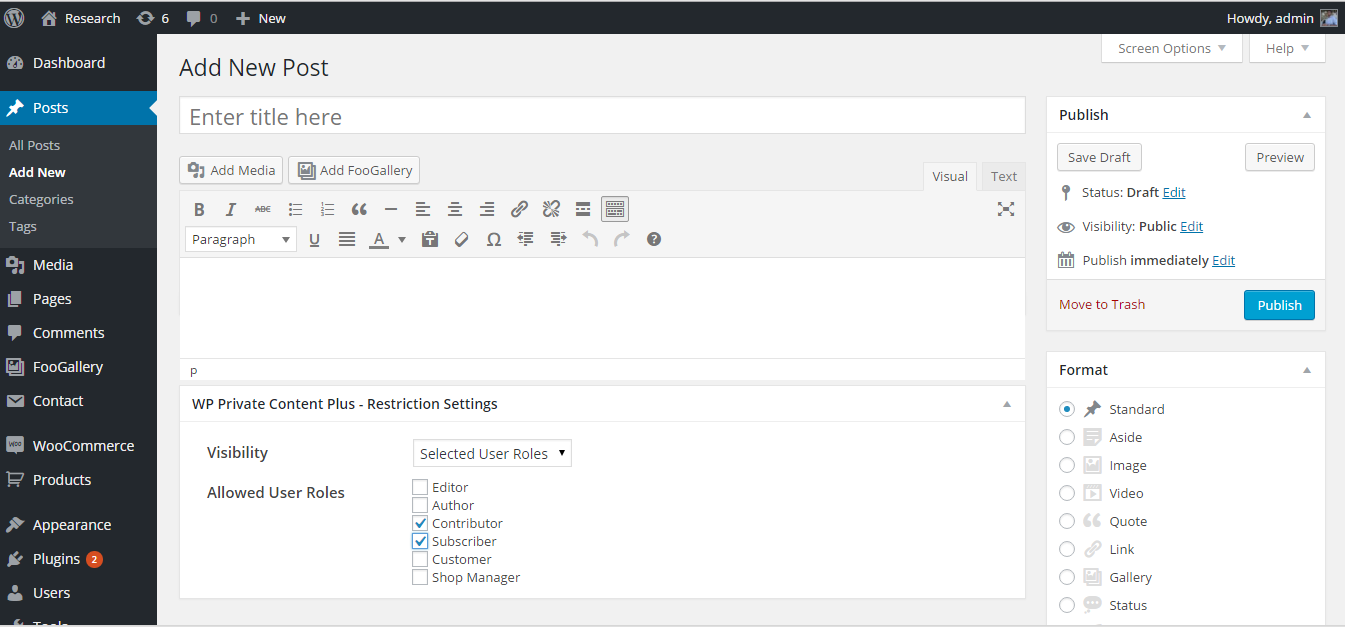 Research 6 0 New Howdy, admin
Screen Options Help
Dashboard
Posts
All Posts
Add New
Categories
Tags
Media
Pages
Comments
FooGallery
Contact
WOO WooCommerce
Products
Appearance
Plugins 2
Users
Tools
Add New Post
Enter title here
Add Media Add FooGallery
Visual Text
B I ABC
Paragraph U A T Ω ?
p
WP Private Content Plus - Restriction Settings
Visibility Selected User Roles
Allowed User Roles
Editor
Author
Contributor
Subscriber
Customer
Shop Manager
Publish
Save Draft Preview
Status: Draft Edit
Visibility: Public Edit
Publish immediately Edit
Move to Trash Publish
Format
Standard
Aside
Image
Video
Quote
Link
Gallery
Status